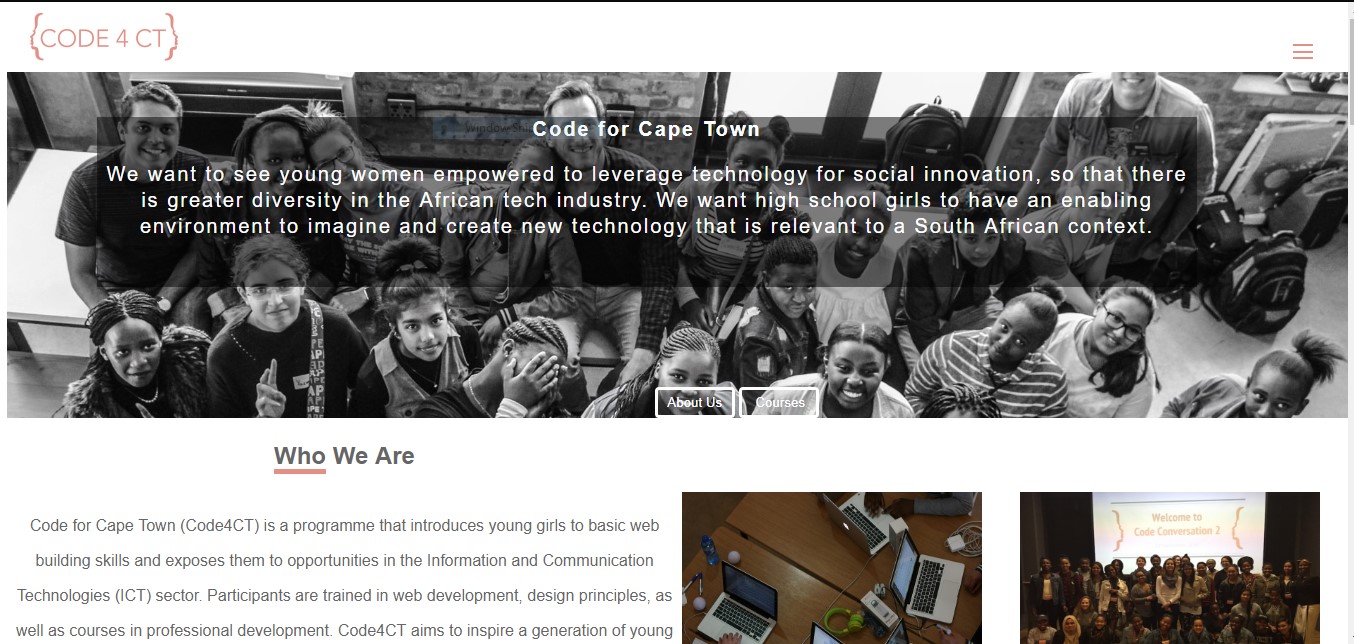 {CODE 4 CT}
Code for Cape Town
We want to see young women empowered to leverage technology for social innovation, so that there
is greater diversity in the African tech industry. We want high school girls to have an enabling
environment to imagine and create new technology that is relevant to a South African context.
About Us
Courses
Who We Are
Code for Cape Town (Code4CT) is a programme that introduces young girls to basic web
building skills and exposes them to opportunities in the Information and Communication
Technologies (ICT) sector. Participants are trained in web development, design principles, as
well as courses in professional development. Code4CT aims to inspire a generation of young
Welcome to
Code Conversation 2